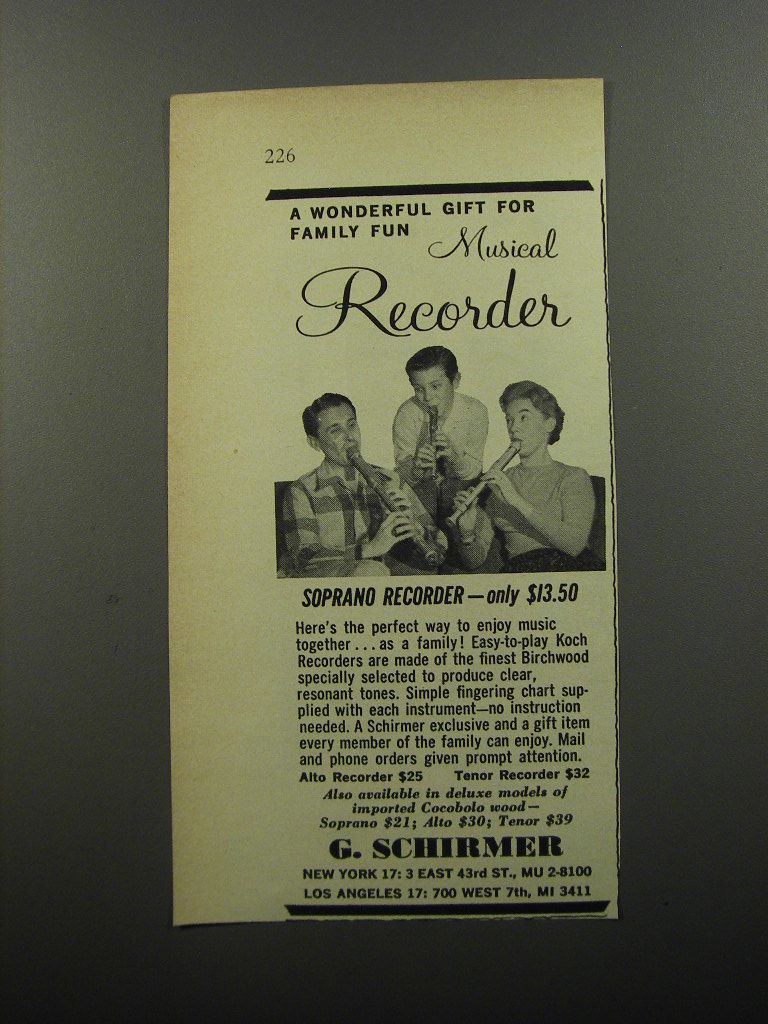 226
A WONDERFUL GIFT FOR
FAMILY FUN
Musical
Recorder
SOPRANO RECORDER—only $13.50
Here's the perfect way to enjoy music
together...as a family! Easy-to-play Koch
Recorders are made of the finest Birchwood
specially selected to produce clear,
resonant tones. Simple fingering chart sup-
plied with each instrument—no instruction
needed. A Schirmer exclusive and a gift item
every member of the family can enjoy. Mail
and phone orders given prompt attention.
Alto Recorder $25 Tenor Recorder $32
Also available in deluxe models of
imported Cocobolo wood—
Soprano $21; Alto $30; Tenor $39
G. SCHIRMER
NEW YORK 17: 3 EAST 43rd ST., MU 2-8100
LOS ANGELES 17: 700 WEST 7th, MI 3411